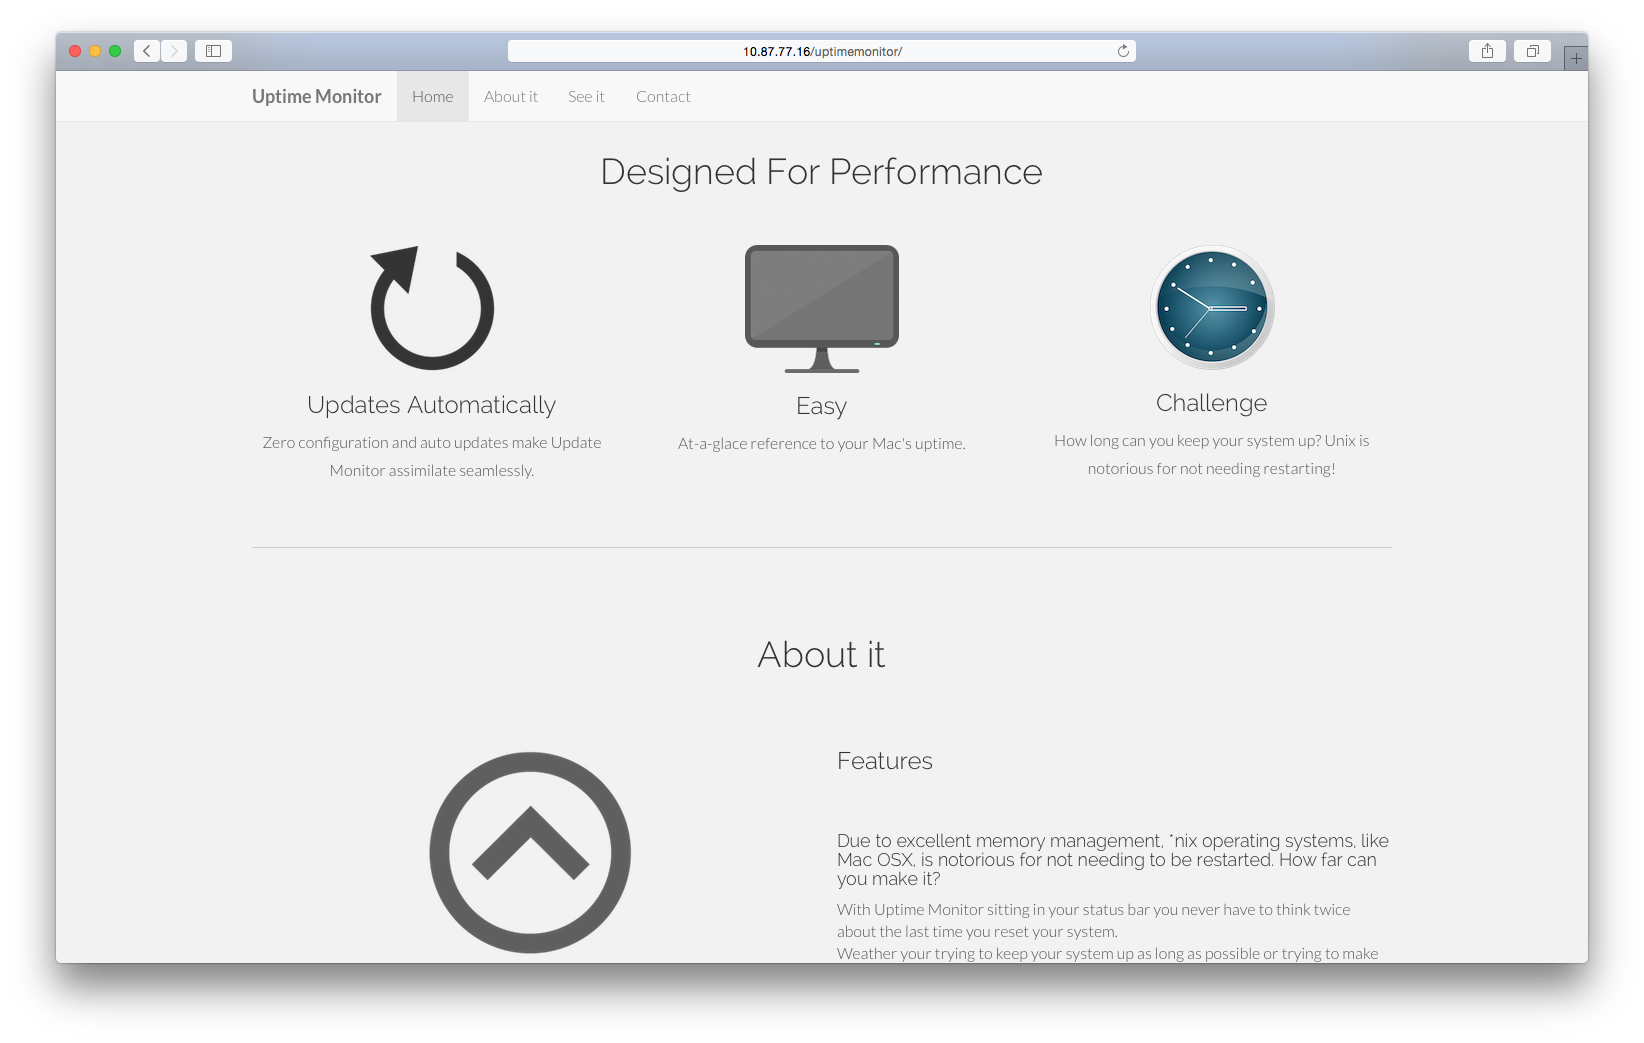 10.87.77.16/uptimemonitor/
Uptime Monitor Home About it See it Contact
Designed For Performance
Updates Automatically
Zero configuration and auto updates make Update
Monitor assimilate seamlessly.
Easy
At-a-glace reference to your Mac's uptime.
Challenge
How long can you keep your system up? Unix is
notorious for not needing restarting!
About it
Features
Due to excellent memory management, *nix operating systems, like
Mac OSX, is notorious for not needing to be restarted. How far can
you make it?
With Uptime Monitor sitting in your status bar you never have to think twice
about the last time you reset your system.
Weather your trying to keep your system up as long as possible or trying to make